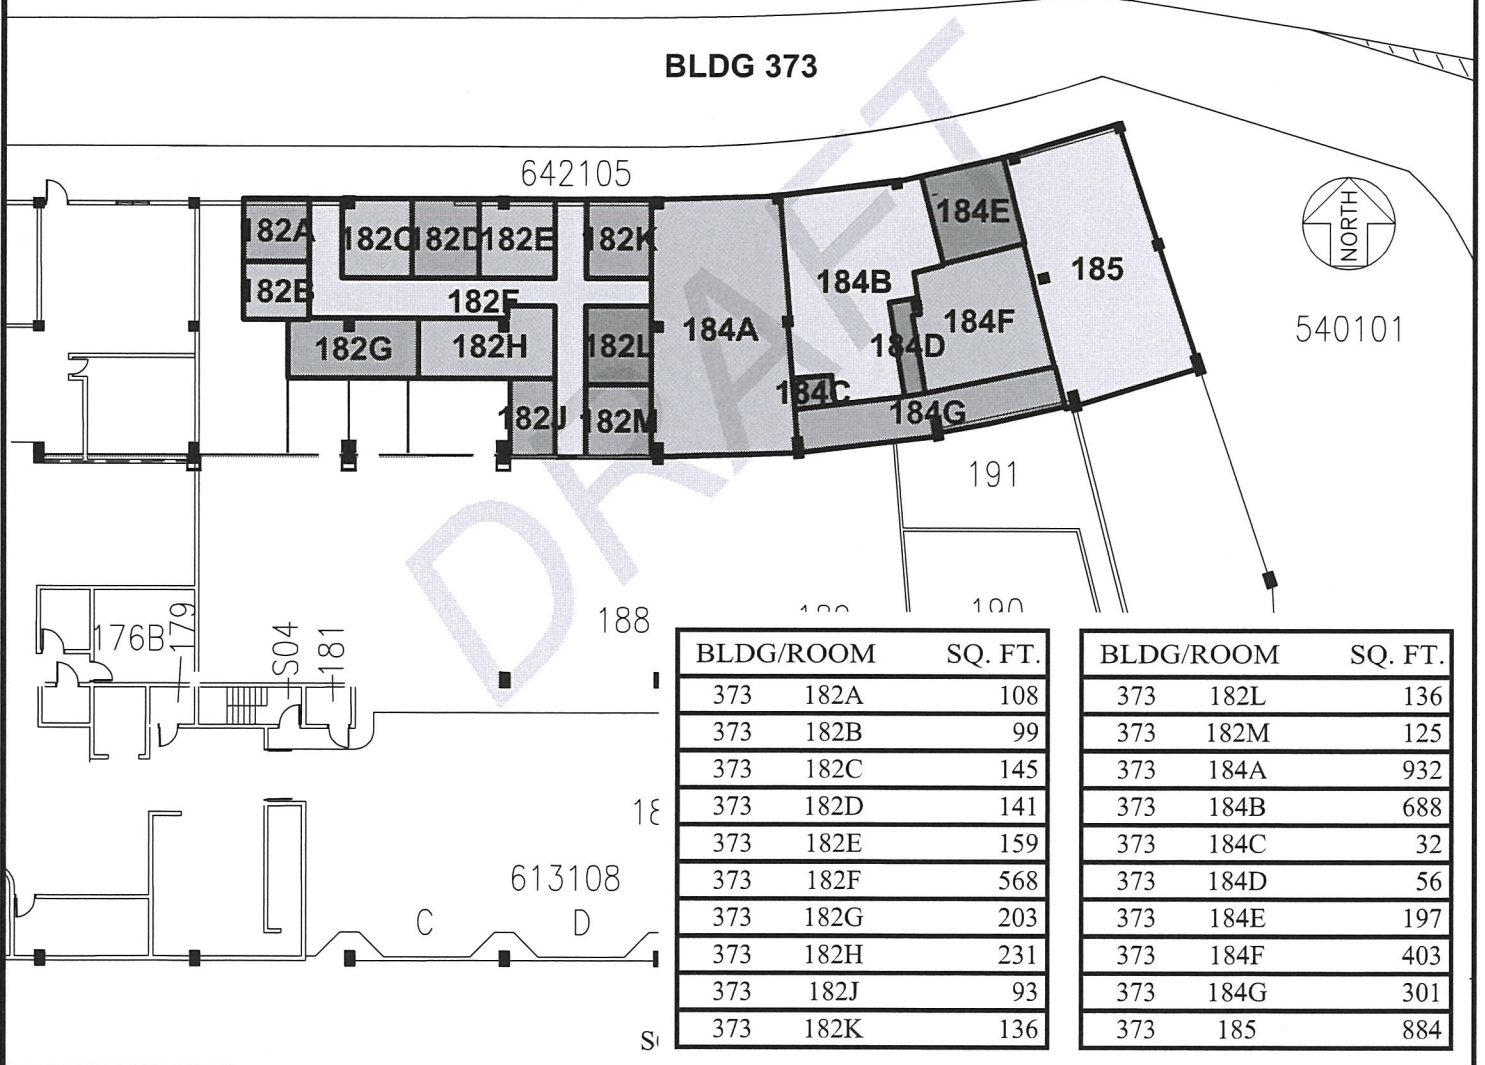 BLDG 373
642105
182A
182C
182D
182E
182K
184E
185
184B
NORTH
182B
182F
540101
182G
182H
182L
184A
184F
184D
184C
184G
182J
182M
191
DRAFT
188
176B
179
S04
181
613108
C
D
BLDG/ROOM SQ. FT.
373 182A 108
373 182B 99
373 182C 145
373 182D 141
373 182E 159
373 182F 568
373 182G 203
373 182H 231
373 182J 93
373 182K 136
BLDG/ROOM SQ. FT.
373 182L 136
373 182M 125
373 184A 932
373 184B 688
373 184C 32
373 184D 56
373 184E 197
373 184F 403
373 184G 301
373 185 884